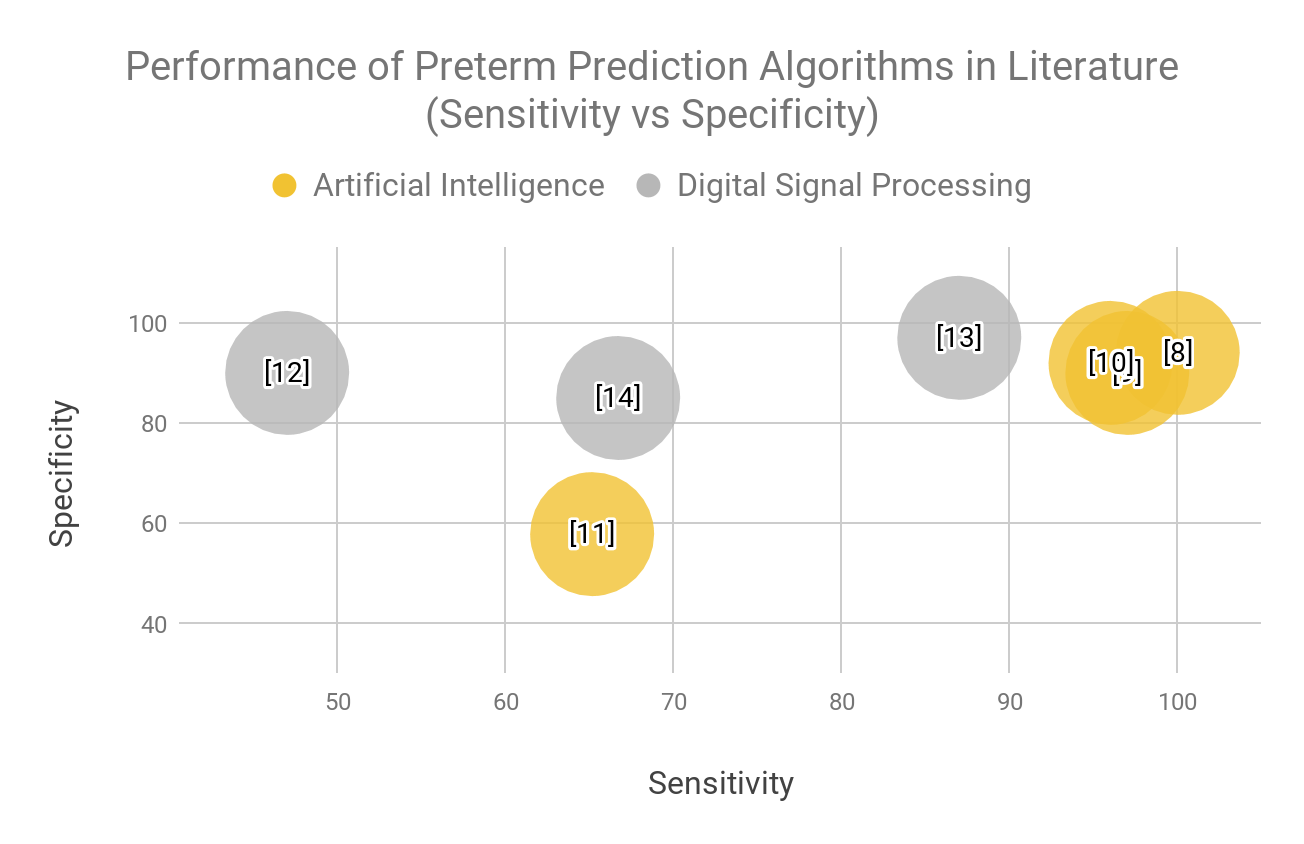 Performance of Preterm Prediction Algorithms in Literature
(Sensitivity vs Specificity)
Artificial Intelligence
Digital Signal Processing
100
80
60
40
Specificity
[13]
[8]
[10]
[12]
[14]
[11]
50
60
70
80
90
100
Sensitivity